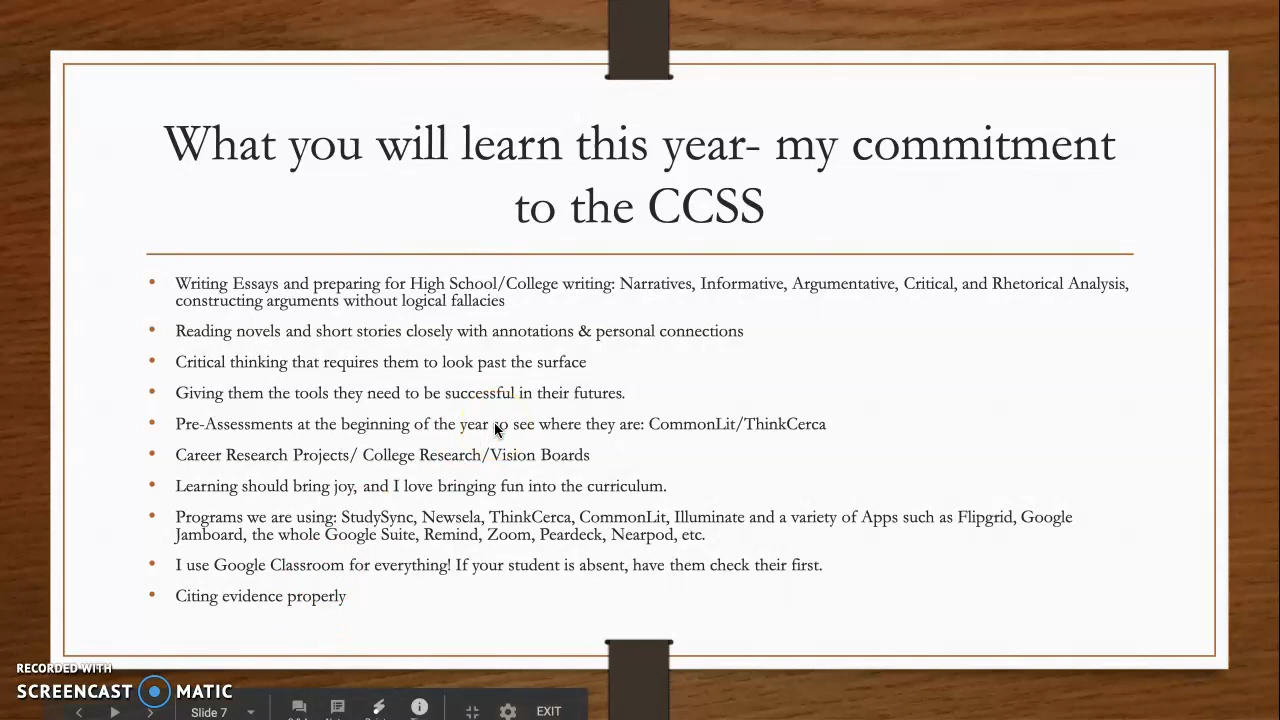 What you will learn this year- my commitment
to the CCSS
• Writing Essays and preparing for High School/College writing: Narratives, Informative, Argumentative, Critical, and Rhetorical Analysis,
constructing arguments without logical fallacies
• Reading novels and short stories closely with annotations & personal connections
• Critical thinking that requires them to look past the surface
• Giving them the tools they need to be successful in their futures.
• Pre-Assessments at the beginning of the year to see where they are: CommonLit/ThinkCerca
• Career Research Projects/ College Research/Vision Boards
• Learning should bring joy, and I love bringing fun into the curriculum.
• Programs we are using: StudySync, Newsela, ThinkCerca, CommonLit, Illuminate and a variety of Apps such as Flipgrid, Google
Jamboard, the whole Google Suite, Remind, Zoom, Peardeck, Nearpod, etc.
• I use Google Classroom for everything! If your student is absent, have them check their first.
• Citing evidence properly
RECORDED WITH
SCREENCAST MATIC
Slide 7
EXIT